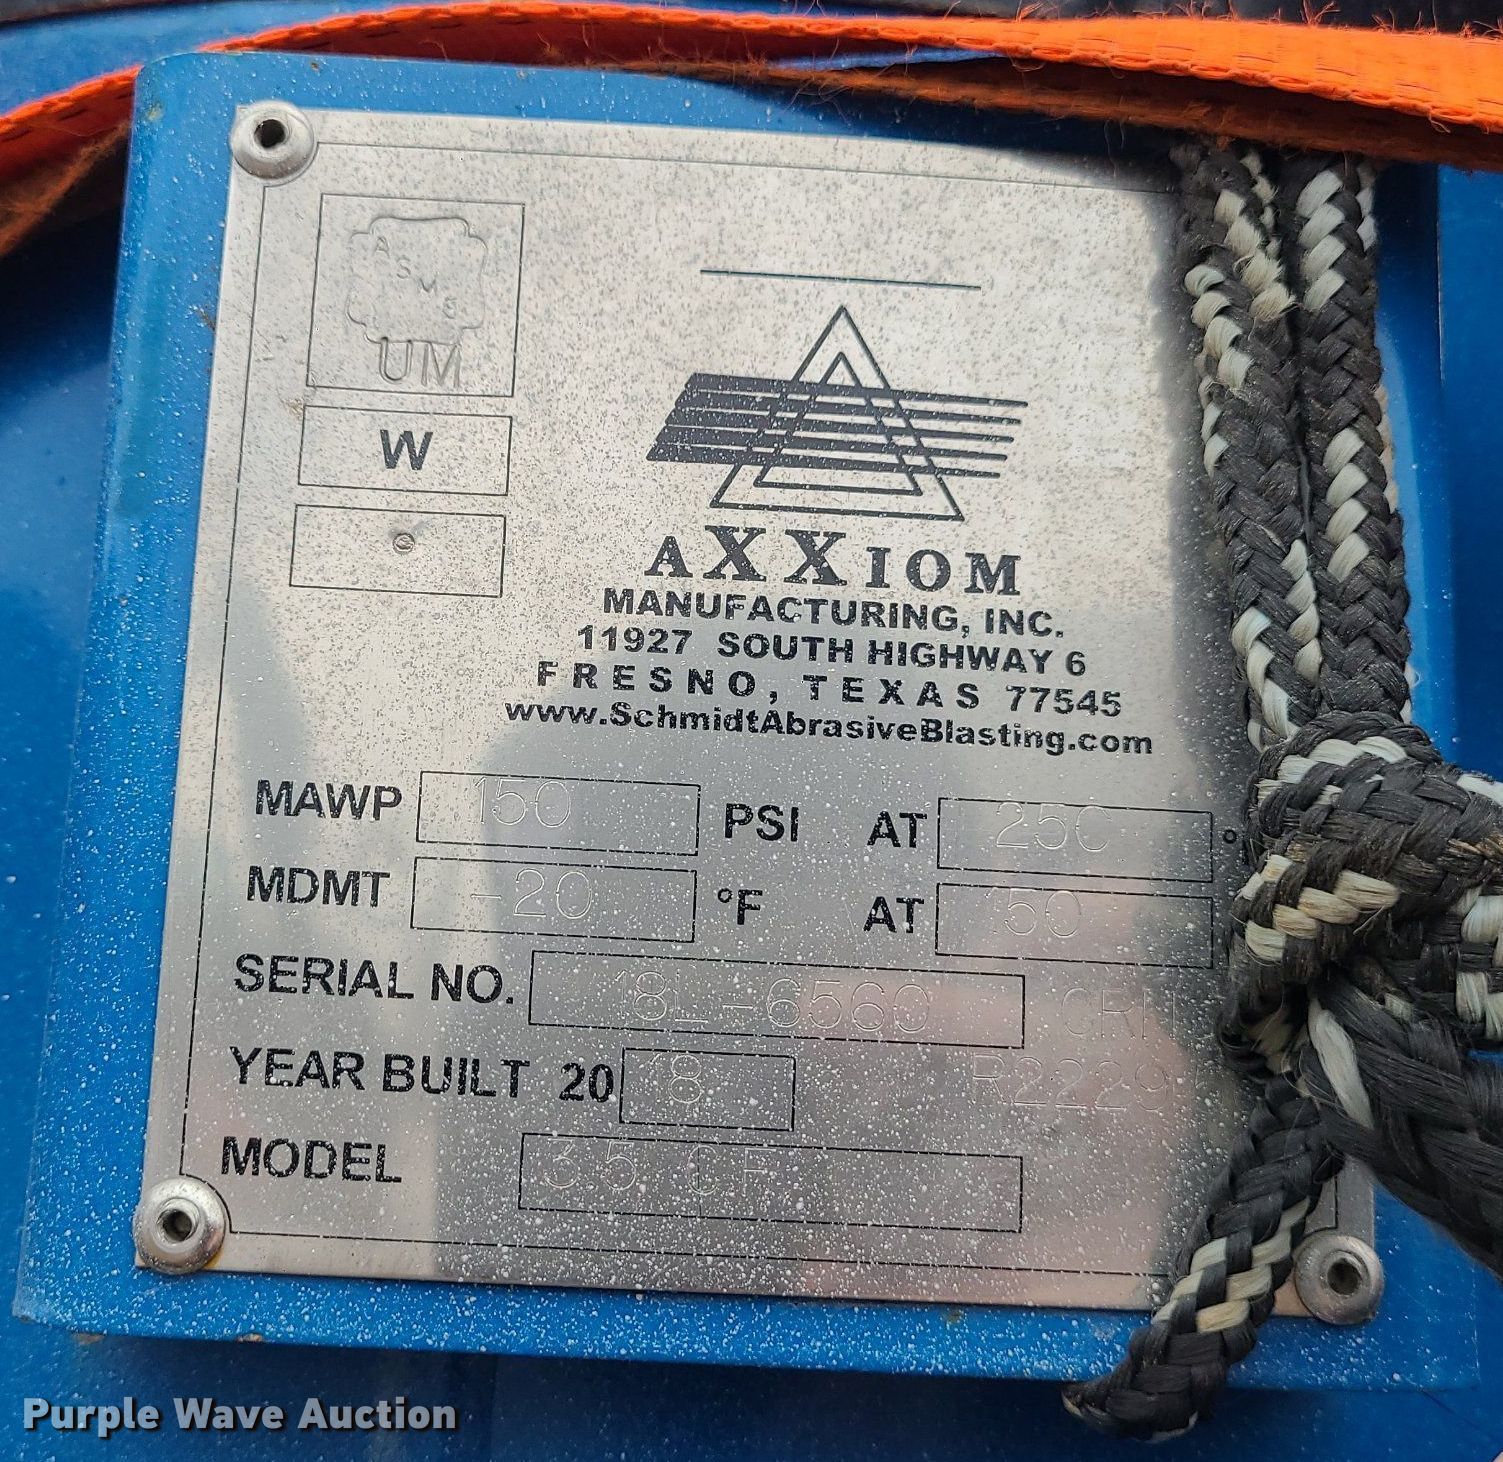 ASME
UM
W
AXXIOM
MANUFACTURING, INC.
11927 SOUTH HIGHWAY 6
FRESNO, TEXAS 77545
www.SchmidtAbrasiveBlasting.com
MAWP 150 PSI AT 250 °
MDMT -20 °F AT 150
SERIAL NO. 18L-6560 CRN
YEAR BUILT 20 18
MODEL 3.5 CF
Purple Wave Auction